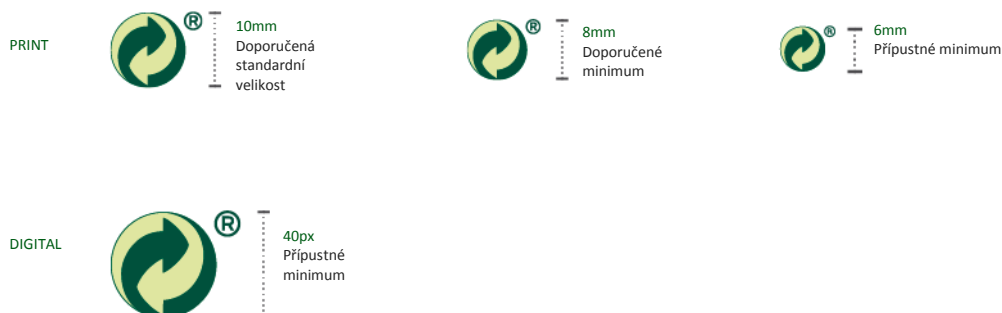 PRINT
®
10mm
Doporučená
standardní
velikost
®
8mm
Doporučené
minimum
®
6mm
Přípustné minimum
DIGITAL
®
40px
Přípustné
minimum